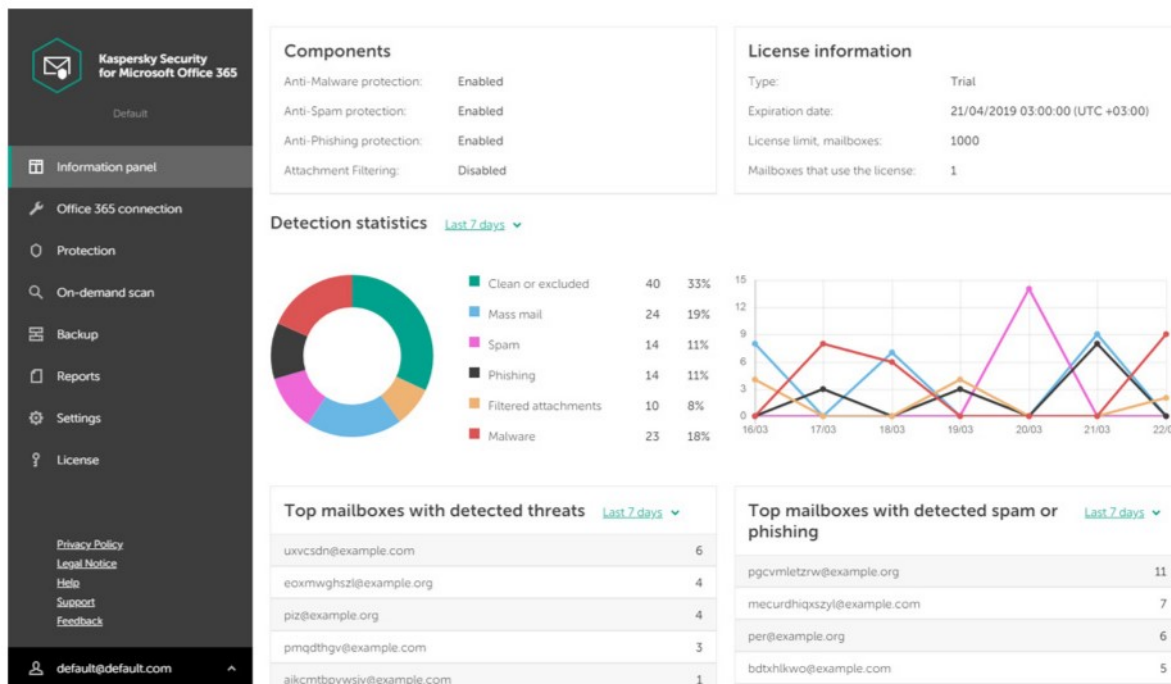 Kaspersky Security
for Microsoft Office 365
Default
Information panel
Office 365 connection
Protection
On-demand scan
Backup
Reports
Settings
License
Privacy Policy
Legal Notice
Help
Support
Feedback
default@default.com
Components
Anti-Malware protection: Enabled
Anti-Spam protection: Enabled
Anti-Phishing protection: Enabled
Attachment Filtering: Disabled
License information
Type: Trial
Expiration date: 21/04/2019 03:00:00 (UTC +03:00)
License limit, mailboxes: 1000
Mailboxes that use the license: 1
Detection statistics Last 7 days
Clean or excluded 40 33%
Mass mail 24 19%
Spam 14 11%
Phishing 14 11%
Filtered attachments 10 8%
Malware 23 18%
15
12
9
6
3
0
16/03 17/03 18/03 19/03 20/03 21/03 22/0
Top mailboxes with detected threats Last 7 days
uxvcsdn@example.com 6
eoxmwghszl@example.org 4
piz@example.org 4
pmqdthgv@example.com 3
aikcmtbpvwsiv@example.com 1
Top mailboxes with detected spam or Last 7 days
phishing
pgcvmletzrw@example.org 11
mecurdhiqxszyl@example.com 7
per@example.org 6
bdtxhlkwo@example.com 5